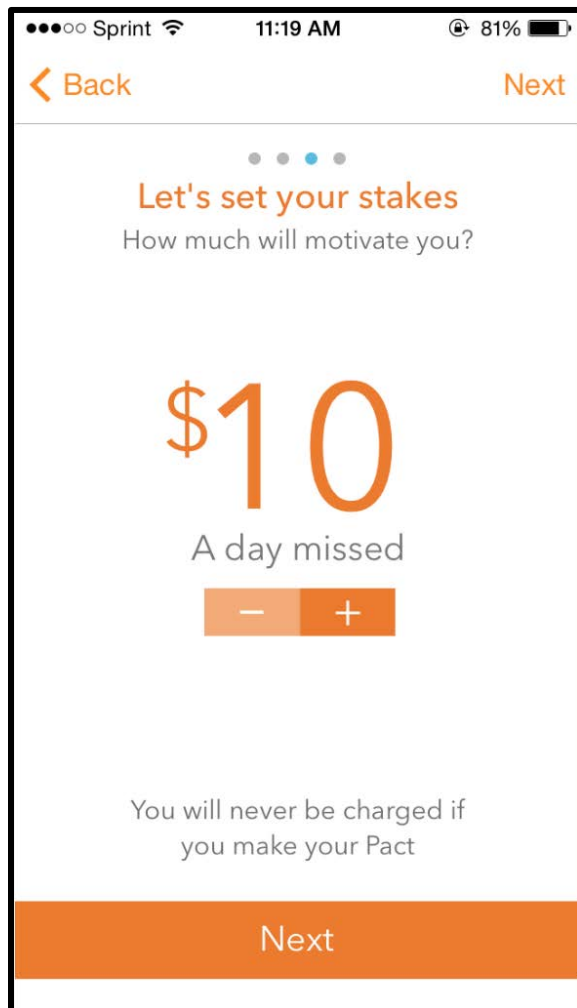 Sprint 11:19 AM 81%
Back Next
Let's set your stakes
How much will motivate you?
$10
A day missed
− +
You will never be charged if
you make your Pact
Next